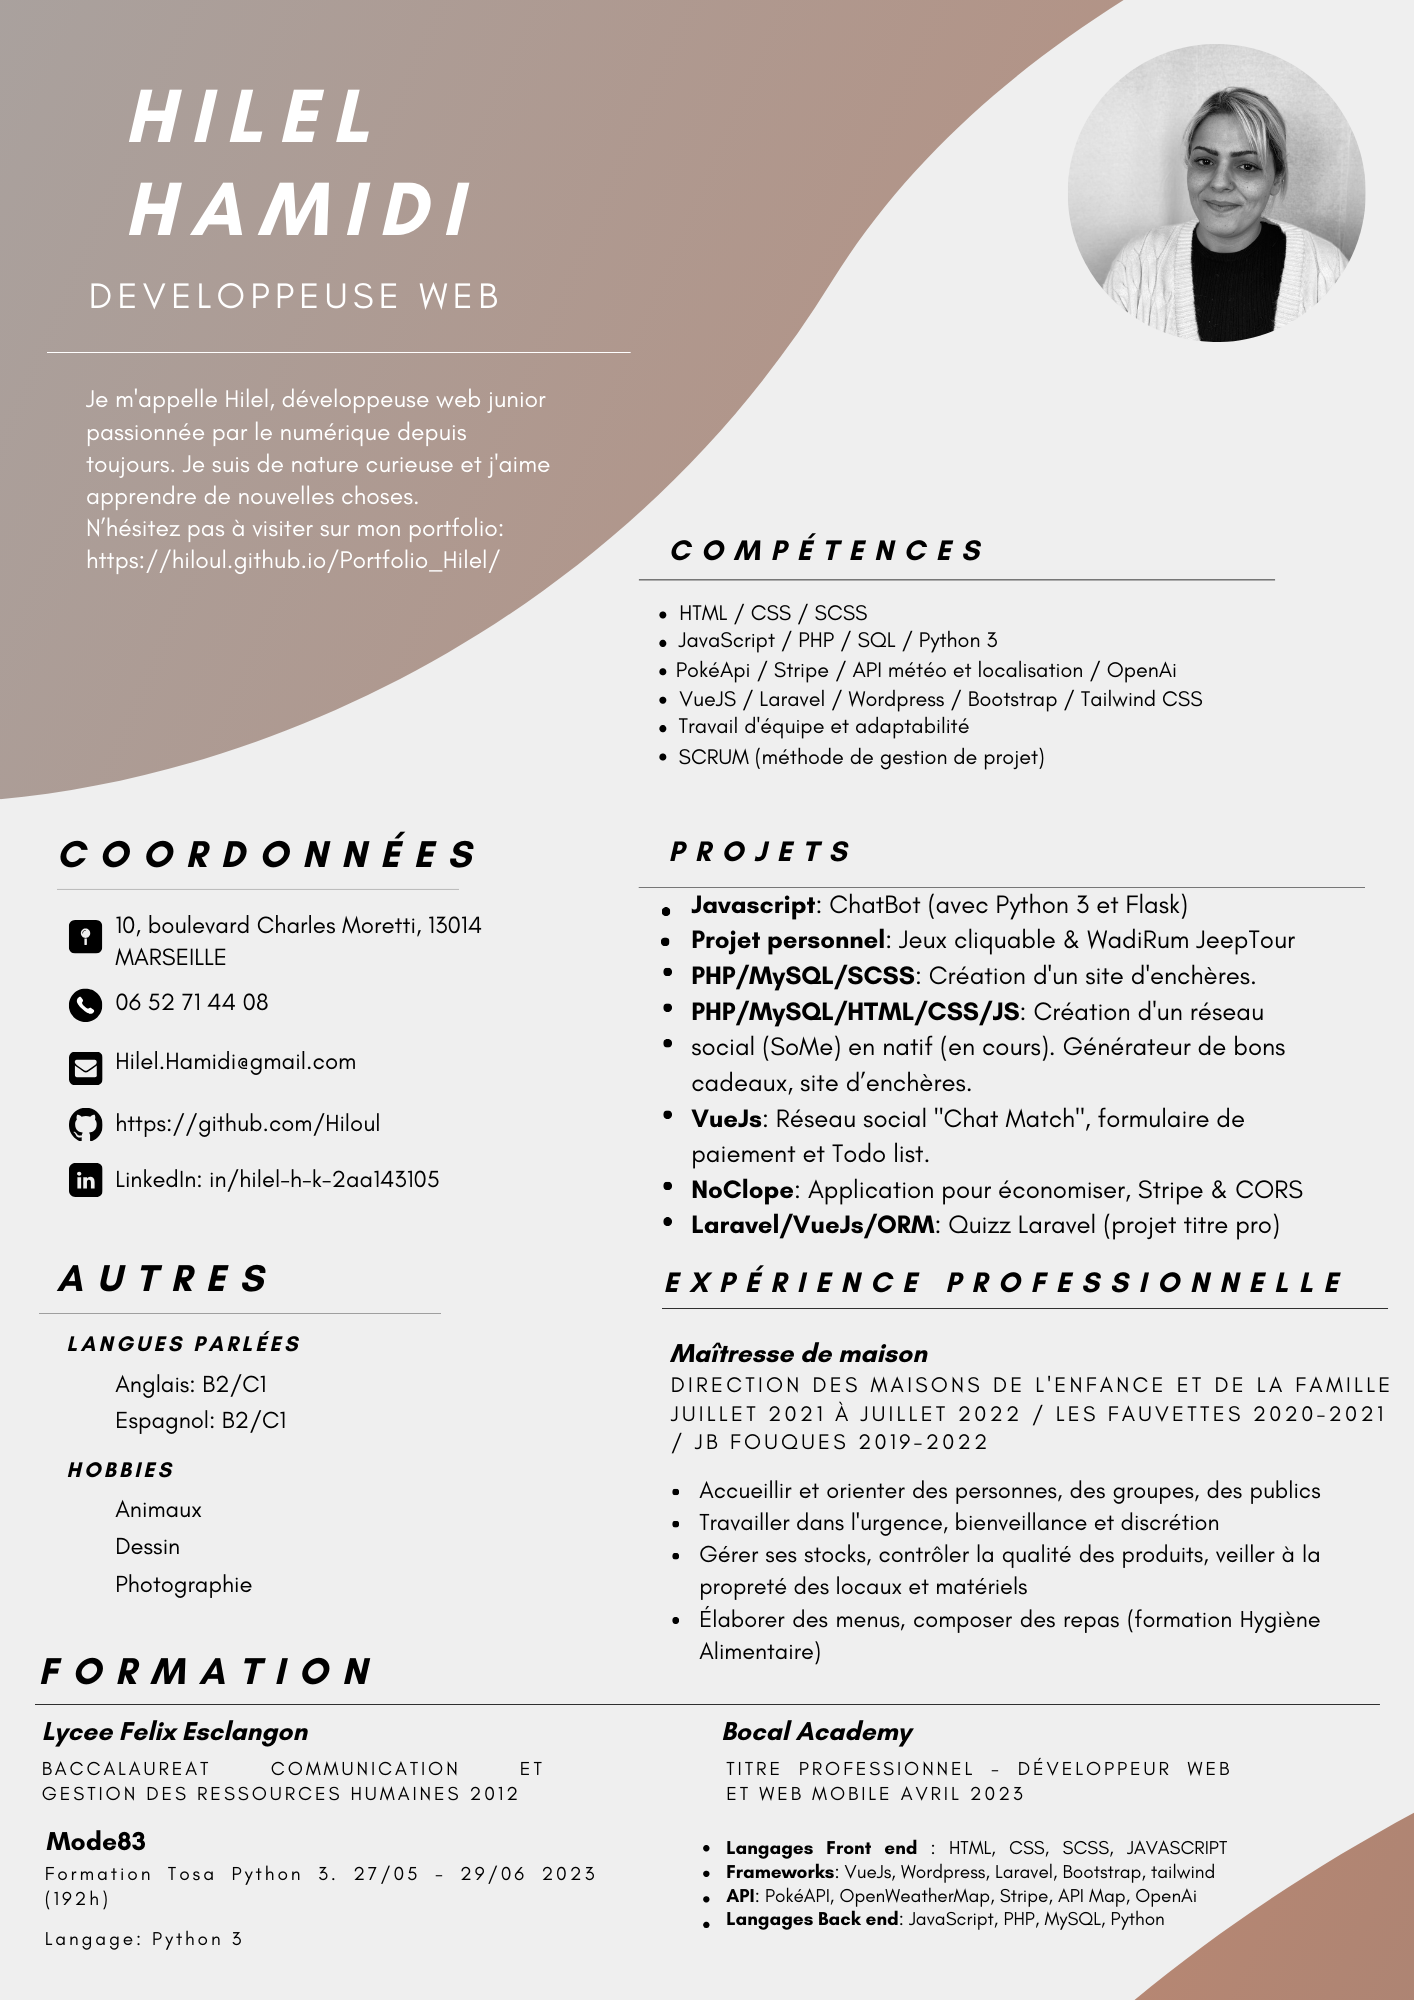 HILEL
HAMIDI
DEVELOPPEUSE WEB
Je m'appelle Hilel, développeuse web junior
passionnée par le numérique depuis
toujours. Je suis de nature curieuse et j'aime
apprendre de nouvelles choses.
N’hésitez pas à visiter sur mon portfolio:
https://hiloul.github.io/Portfolio_Hilel/
COMPÉTENCES
• HTML / CSS / SCSS
• JavaScript / PHP / SQL / Python 3
• PokéApi / Stripe / API météo et localisation / OpenAi
• VueJS / Laravel / Wordpress / Bootstrap / Tailwind CSS
• Travail d'équipe et adaptabilité
• SCRUM (méthode de gestion de projet)
COORDONNÉES
10, boulevard Charles Moretti, 13014
MARSEILLE
06 52 71 44 08
Hilel.Hamidi@gmail.com
https://github.com/Hiloul
LinkedIn: in/hilel-h-k-2aa143105
PROJETS
• Javascript: ChatBot (avec Python 3 et Flask)
• Projet personnel: Jeux cliquable & WadiRum JeepTour
• PHP/MySQL/SCSS: Création d'un site d'enchères.
• PHP/MySQL/HTML/CSS/JS: Création d'un réseau
• social (SoMe) en natif (en cours). Générateur de bons
cadeaux, site d’enchères.
• VueJs: Réseau social "Chat Match", formulaire de
paiement et Todo list.
• NoClope: Application pour économiser, Stripe & CORS
• Laravel/VueJs/ORM: Quizz Laravel (projet titre pro)
AUTRES
LANGUES PARLÉES
Anglais: B2/C1
Espagnol: B2/C1
HOBBIES
Animaux
Dessin
Photographie
EXPÉRIENCE PROFESSIONNELLE
Maîtresse de maison
DIRECTION DES MAISONS DE L'ENFANCE ET DE LA FAMILLE
JUILLET 2021 À JUILLET 2022 / LES FAUVETTES 2020-2021
/ JB FOUQUES 2019-2022
• Accueillir et orienter des personnes, des groupes, des publics
• Travailler dans l'urgence, bienveillance et discrétion
• Gérer ses stocks, contrôler la qualité des produits, veiller à la
propreté des locaux et matériels
• Élaborer des menus, composer des repas (formation Hygiène
Alimentaire)
FORMATION
Lycee Felix Esclangon
BACCALAUREAT COMMUNICATION ET
GESTION DES RESSOURCES HUMAINES 2012
Mode83
Formation Tosa Python 3. 27/05 - 29/06 2023
(192h)
Langage: Python 3
Bocal Academy
TITRE PROFESSIONNEL - DÉVELOPPEUR WEB
ET WEB MOBILE AVRIL 2023
• Langages Front end : HTML, CSS, SCSS, JAVASCRIPT
• Frameworks: VueJs, Wordpress, Laravel, Bootstrap, tailwind
• API: PokéAPI, OpenWeatherMap, Stripe, API Map, OpenAi
• Langages Back end: JavaScript, PHP, MySQL, Python